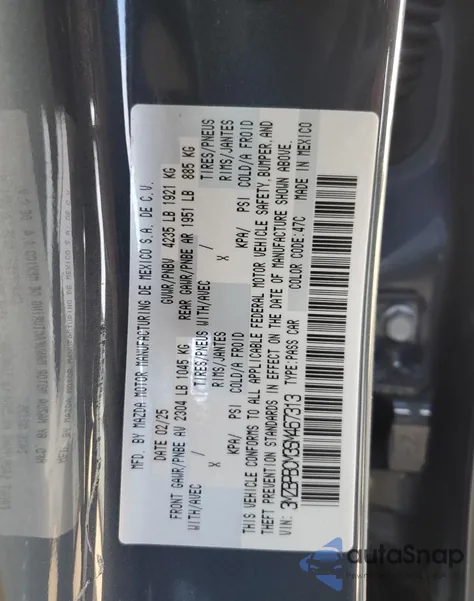 MFD. BY MAZDA MOTOR MANUFACTURING DE MEXICO S.A. DE C.V.
DATE 02/25 GVWR/PNBV 4235 LB 1921 KG
FRONT GAWR/PNBE AV 2304 LB 1045 KG REAR GAWR/PNBE AR 1951 LB 885 KG
WITH/AVEC TIRES/PNEUS WITH/AVEC TIRES/PNEUS
X RIMS/JANTES X RIMS/JANTES
KPA/ PSI COLD/A FROID KPA/ PSI COLD/A FROID
THIS VEHICLE CONFORMS TO ALL APPLICABLE FEDERAL MOTOR VEHICLE SAFETY, BUMPER, AND
THEFT PREVENTION STANDARDS IN EFFECT ON THE DATE OF MANUFACTURE SHOWN ABOVE.
VIN: 3MZBPBCX3SM467313 TYPE:PASS CAR COLOR CODE:47C MADE IN MEXICO
autoSnap